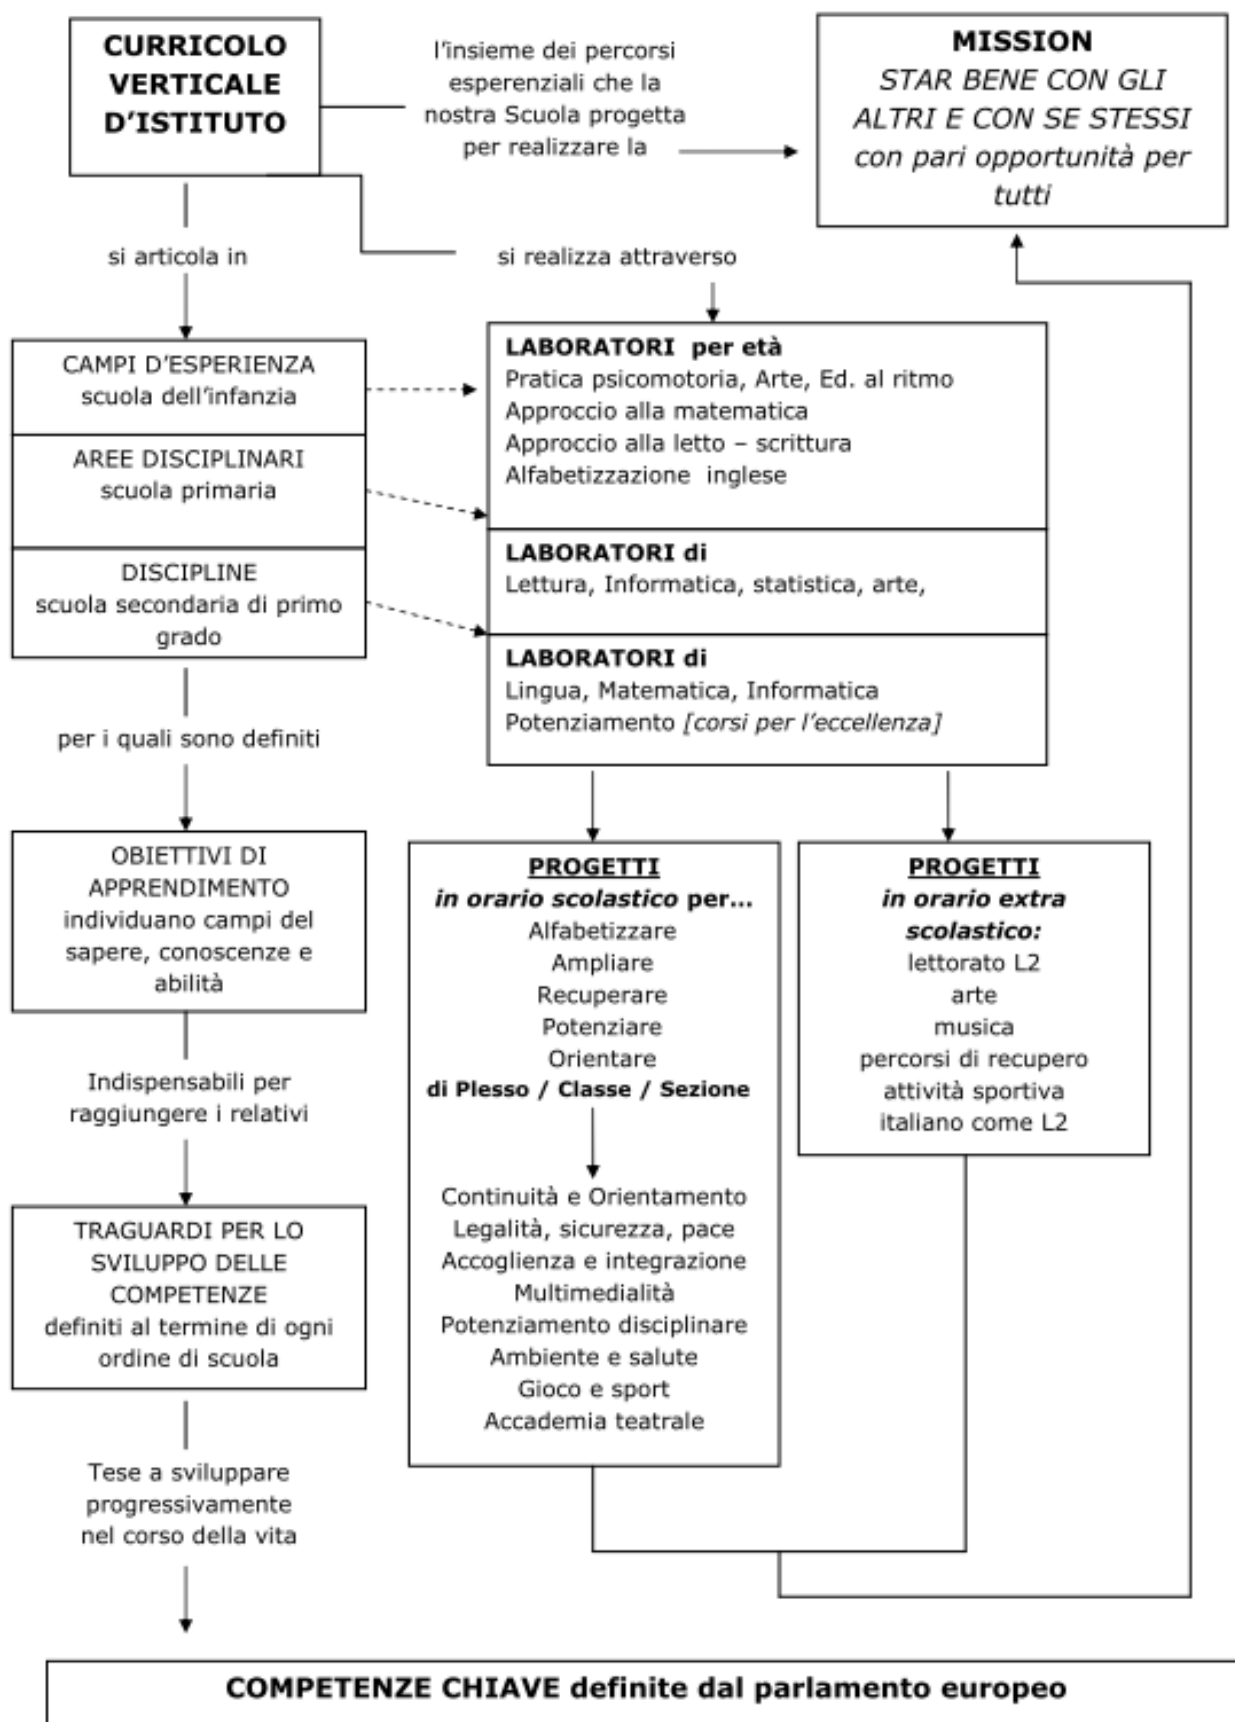 CURRICOLO
VERTICALE
D'ISTITUTO
l'insieme dei percorsi
esperenziali che la
nostra Scuola progetta
per realizzare la
MISSION
STAR BENE CON GLI
ALTRI E CON SE STESSI
con pari opportunità per
tutti
si articola in
si realizza attraverso
CAMPI D'ESPERIENZA
scuola dell'infanzia
AREE DISCIPLINARI
scuola primaria
DISCIPLINE
scuola secondaria di primo
grado
LABORATORI per età
Pratica psicomotoria, Arte, Ed. al ritmo
Approccio alla matematica
Approccio alla letto – scrittura
Alfabetizzazione inglese
LABORATORI di
Lettura, Informatica, statistica, arte,
LABORATORI di
Lingua, Matematica, Informatica
Potenziamento [corsi per l'eccellenza]
per i quali sono definiti
OBIETTIVI DI
APPRENDIMENTO
individuano campi del
sapere, conoscenze e
abilità
Indispensabili per
raggiungere i relativi
TRAGUARDI PER LO
SVILUPPO DELLE
COMPETENZE
definiti al termine di ogni
ordine di scuola
Tese a sviluppare
progressivamente
nel corso della vita
PROGETTI
in orario scolastico per...
Alfabetizzare
Ampliare
Recuperare
Potenziare
Orientare
di Plesso / Classe / Sezione
Continuità e Orientamento
Legalità, sicurezza, pace
Accoglienza e integrazione
Multimedialità
Potenziamento disciplinare
Ambiente e salute
Gioco e sport
Accademia teatrale
PROGETTI
in orario extra
scolastico:
lettorato L2
arte
musica
percorsi di recupero
attività sportiva
italiano come L2
COMPETENZE CHIAVE definite dal parlamento europeo